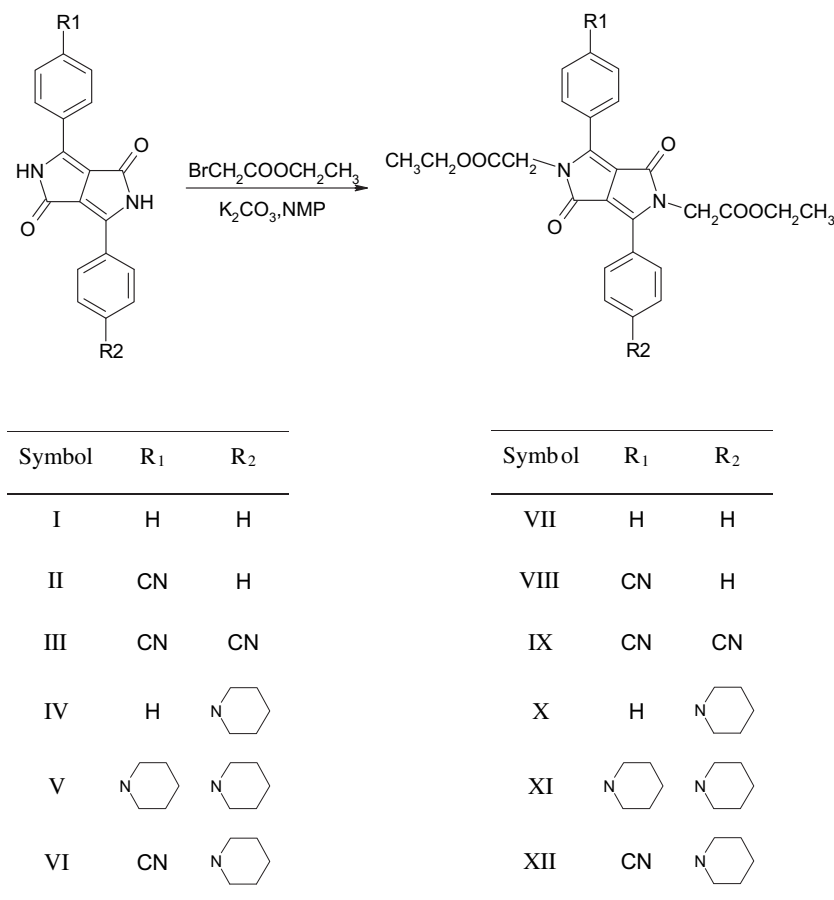 R1
R1
O
HN
NH
O
R2
BrCH2COOCH2CH3
K2CO3,NMP
CH3CH2OOCCH2
N
O
O
N
CH2COOCH2CH3
R2
Symbol R1 R2
I H H
II CN H
III CN CN
IV H N
V N N
VI CN N
Symbol R1 R2
VII H H
VIII CN H
IX CN CN
X H N
XI N N
XII CN N